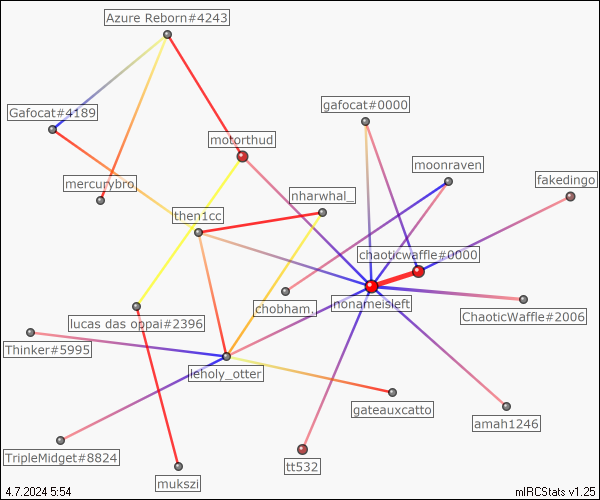 Azure Reborn#4243
Gafocat#4189
gafocat#0000
motorthud
moonraven
mercurybro
fakedingo
nharwhal_
then1cc
chaoticwaffle#0000
chobham.
nonameisleft
ChaoticWaffle#2006
lucas das oppai#2396
Thinker#5995
leholy_otter
gateauxcatto
amah1246
TripleMidget#8824
tt532
mukszi
4.7.2024 5:54
mIRCStats v1.25